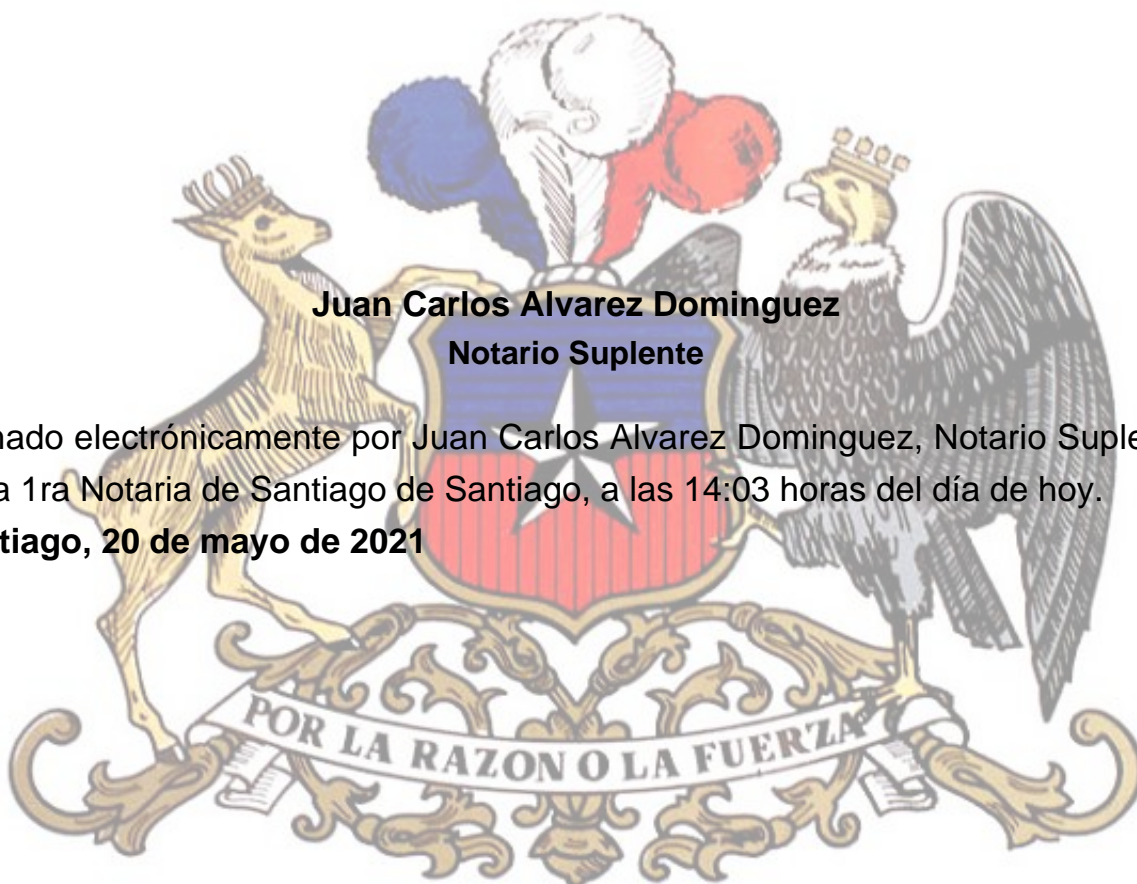 Juan Carlos Alvarez Dominguez
Notario Suplente
nado electrónicamente por Juan Carlos Alvarez Dominguez, Notario Suple
a 1ra Notaria de Santiago de Santiago, a las 14:03 horas del día de hoy.
tiago, 20 de mayo de 2021
POR LA RAZON O LA FUERZA